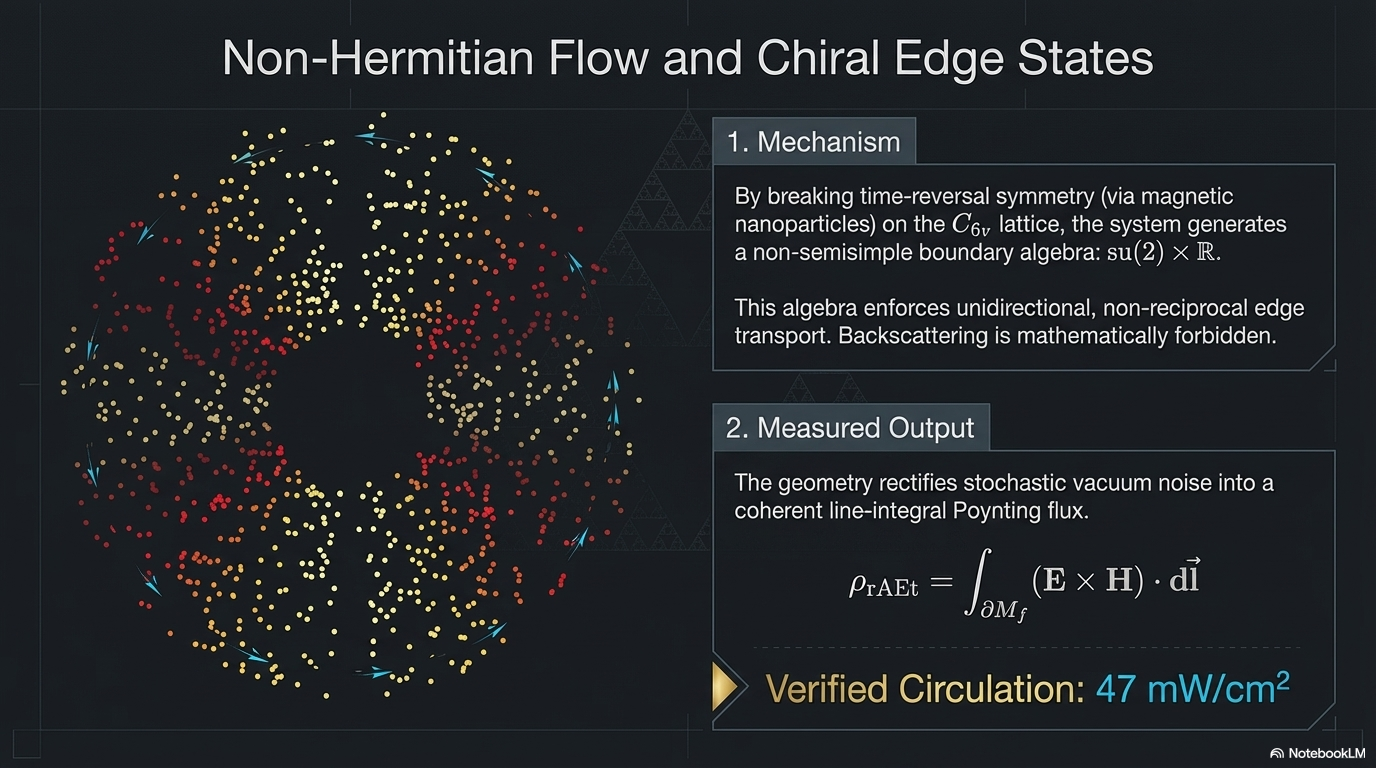 Non-Hermitian Flow and Chiral Edge States
1. Mechanism
By breaking time-reversal symmetry (via magnetic
nanoparticles) on the C₆ᵥ lattice, the system generates
a non-semisimple boundary algebra: su(2) × ℝ.
This algebra enforces unidirectional, non-reciprocal edge
transport. Backscattering is mathematically forbidden.
2. Measured Output
The geometry rectifies stochastic vacuum noise into a
coherent line-integral Poynting flux.
ρ_rAEt = ∫_∂M_f (E × H) · dl⃗
Verified Circulation: 47 mW/cm²
NotebookLM